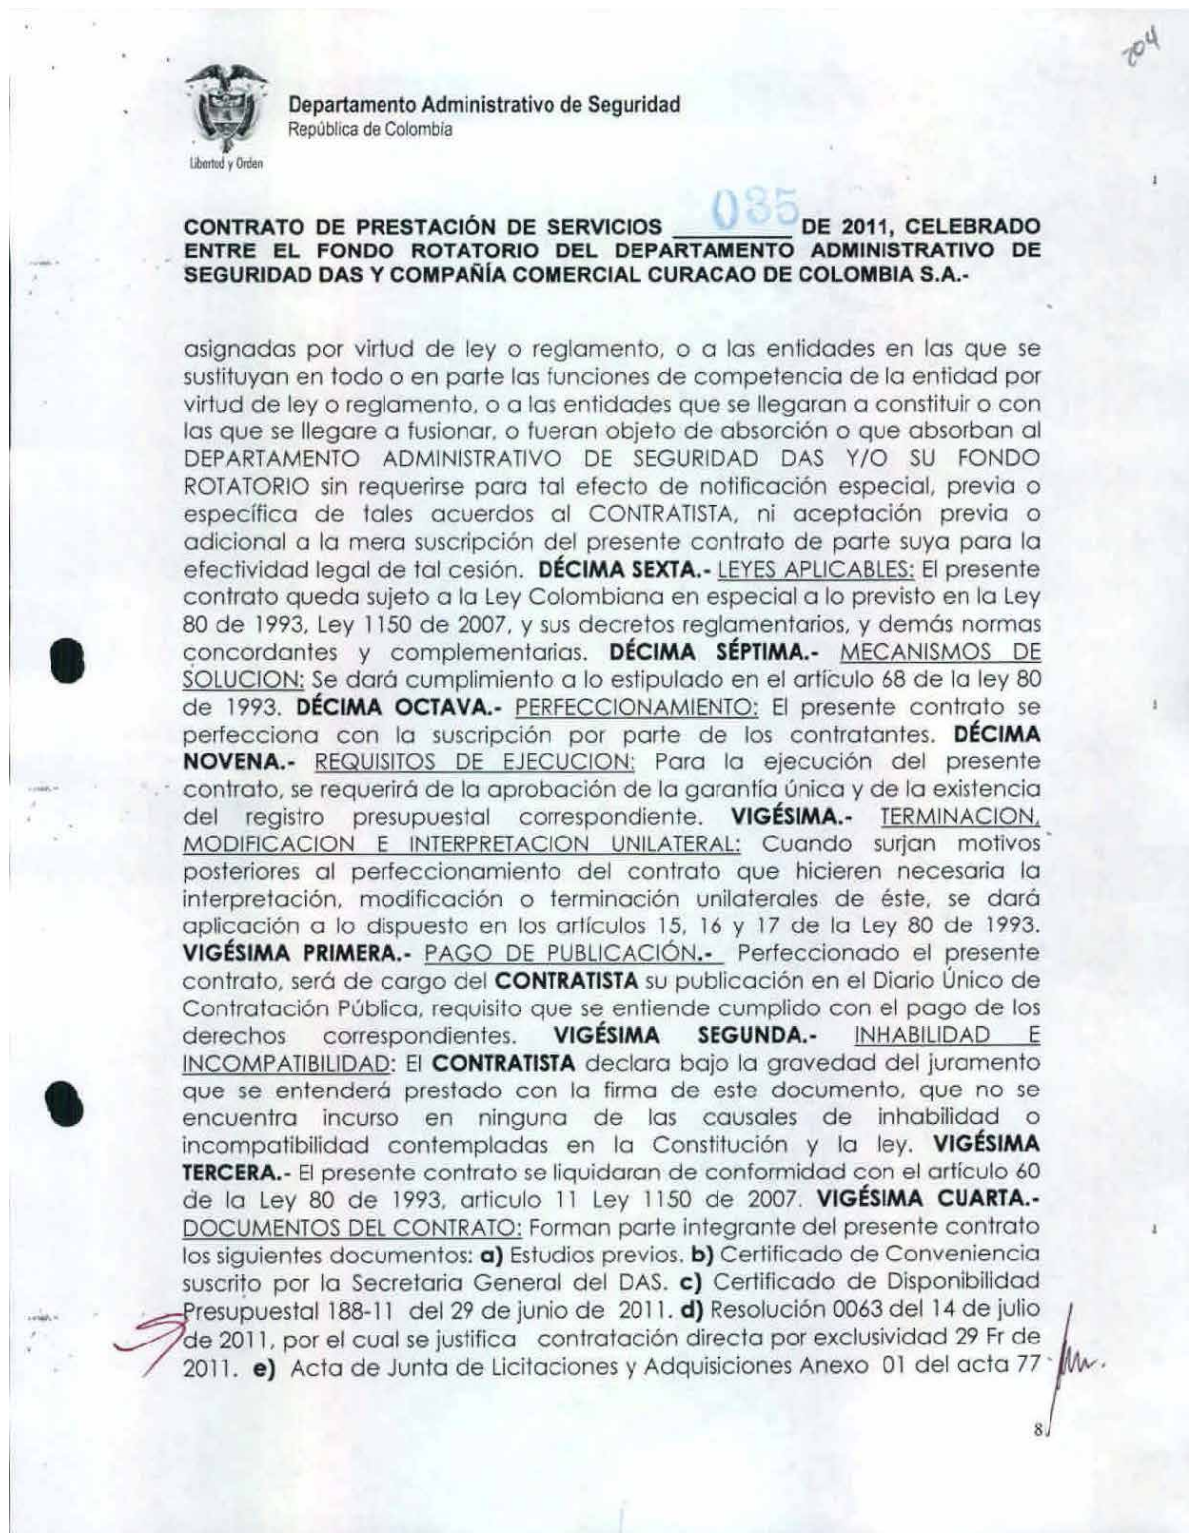 204
Departamento Administrativo de Seguridad
República de Colombia
Libertad y Orden
035
CONTRATO DE PRESTACIÓN DE SERVICIOS ________ DE 2011, CELEBRADO
ENTRE EL FONDO ROTATORIO DEL DEPARTAMENTO ADMINISTRATIVO DE
SEGURIDAD DAS Y COMPAÑÍA COMERCIAL CURACAO DE COLOMBIA S.A.-
asignadas por virtud de ley o reglamento, o a las entidades en las que se
sustituyan en todo o en parte las funciones de competencia de la entidad por
virtud de ley o reglamento, o a las entidades que se llegaran a constituir o con
las que se llegare a fusionar, o fueran objeto de absorción o que absorban al
DEPARTAMENTO ADMINISTRATIVO DE SEGURIDAD DAS Y/O SU FONDO
ROTATORIO sin requerirse para tal efecto de notificación especial, previa o
específica de tales acuerdos al CONTRATISTA, ni aceptación previa o
adicional a la mera suscripción del presente contrato de parte suya para la
efectividad legal de tal cesión. DÉCIMA SEXTA.- LEYES APLICABLES: El presente
contrato queda sujeto a la Ley Colombiana en especial a lo previsto en la Ley
80 de 1993, Ley 1150 de 2007, y sus decretos reglamentarios, y demás normas
concordantes y complementarias. DÉCIMA SÉPTIMA.- MECANISMOS DE
SOLUCION: Se dará cumplimiento a lo estipulado en el artículo 68 de la ley 80
de 1993. DÉCIMA OCTAVA.- PERFECCIONAMIENTO: El presente contrato se
perfecciona con la suscripción por parte de los contratantes. DÉCIMA
NOVENA.- REQUISITOS DE EJECUCION: Para la ejecución del presente
contrato, se requerirá de la aprobación de la garantía única y de la existencia
del registro presupuestal correspondiente. VIGÉSIMA.- TERMINACION,
MODIFICACION E INTERPRETACION UNILATERAL: Cuando surjan motivos
posteriores al perfeccionamiento del contrato que hicieren necesaria la
interpretación, modificación o terminación unilaterales de éste, se dará
aplicación a lo dispuesto en los artículos 15, 16 y 17 de la Ley 80 de 1993.
VIGÉSIMA PRIMERA.- PAGO DE PUBLICACIÓN.- Perfeccionado el presente
contrato, será de cargo del CONTRATISTA su publicación en el Diario Único de
Contratación Pública, requisito que se entiende cumplido con el pago de los
derechos correspondientes. VIGÉSIMA SEGUNDA.- INHABILIDAD E
INCOMPATIBILIDAD: El CONTRATISTA declara bajo la gravedad del juramento
que se entenderá prestado con la firma de este documento, que no se
encuentra incurso en ninguna de las causales de inhabilidad o
incompatibilidad contempladas en la Constitución y la ley. VIGÉSIMA
TERCERA.- El presente contrato se liquidaran de conformidad con el artículo 60
de la Ley 80 de 1993, articulo 11 Ley 1150 de 2007. VIGÉSIMA CUARTA.-
DOCUMENTOS DEL CONTRATO: Forman parte integrante del presente contrato
los siguientes documentos: a) Estudios previos. b) Certificado de Conveniencia
suscrito por la Secretaria General del DAS. c) Certificado de Disponibilidad
Presupuestal 188-11 del 29 de junio de 2011. d) Resolución 0063 del 14 de julio
de 2011, por el cual se justifica contratación directa por exclusividad 29 Fr de
2011. e) Acta de Junta de Licitaciones y Adquisiciones Anexo 01 del acta 77
8